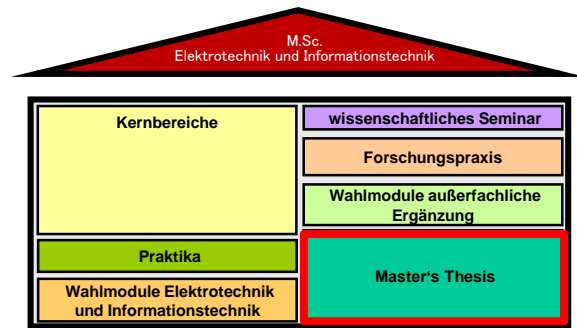 M.Sc.
Elektrotechnik und Informationstechnik
Kernbereiche
Praktika
Wahlmodule Elektrotechnik
und Informationstechnik
wissenschaftliches Seminar
Forschungspraxis
Wahlmodule außerfachliche
Ergänzung
Master‘s Thesis